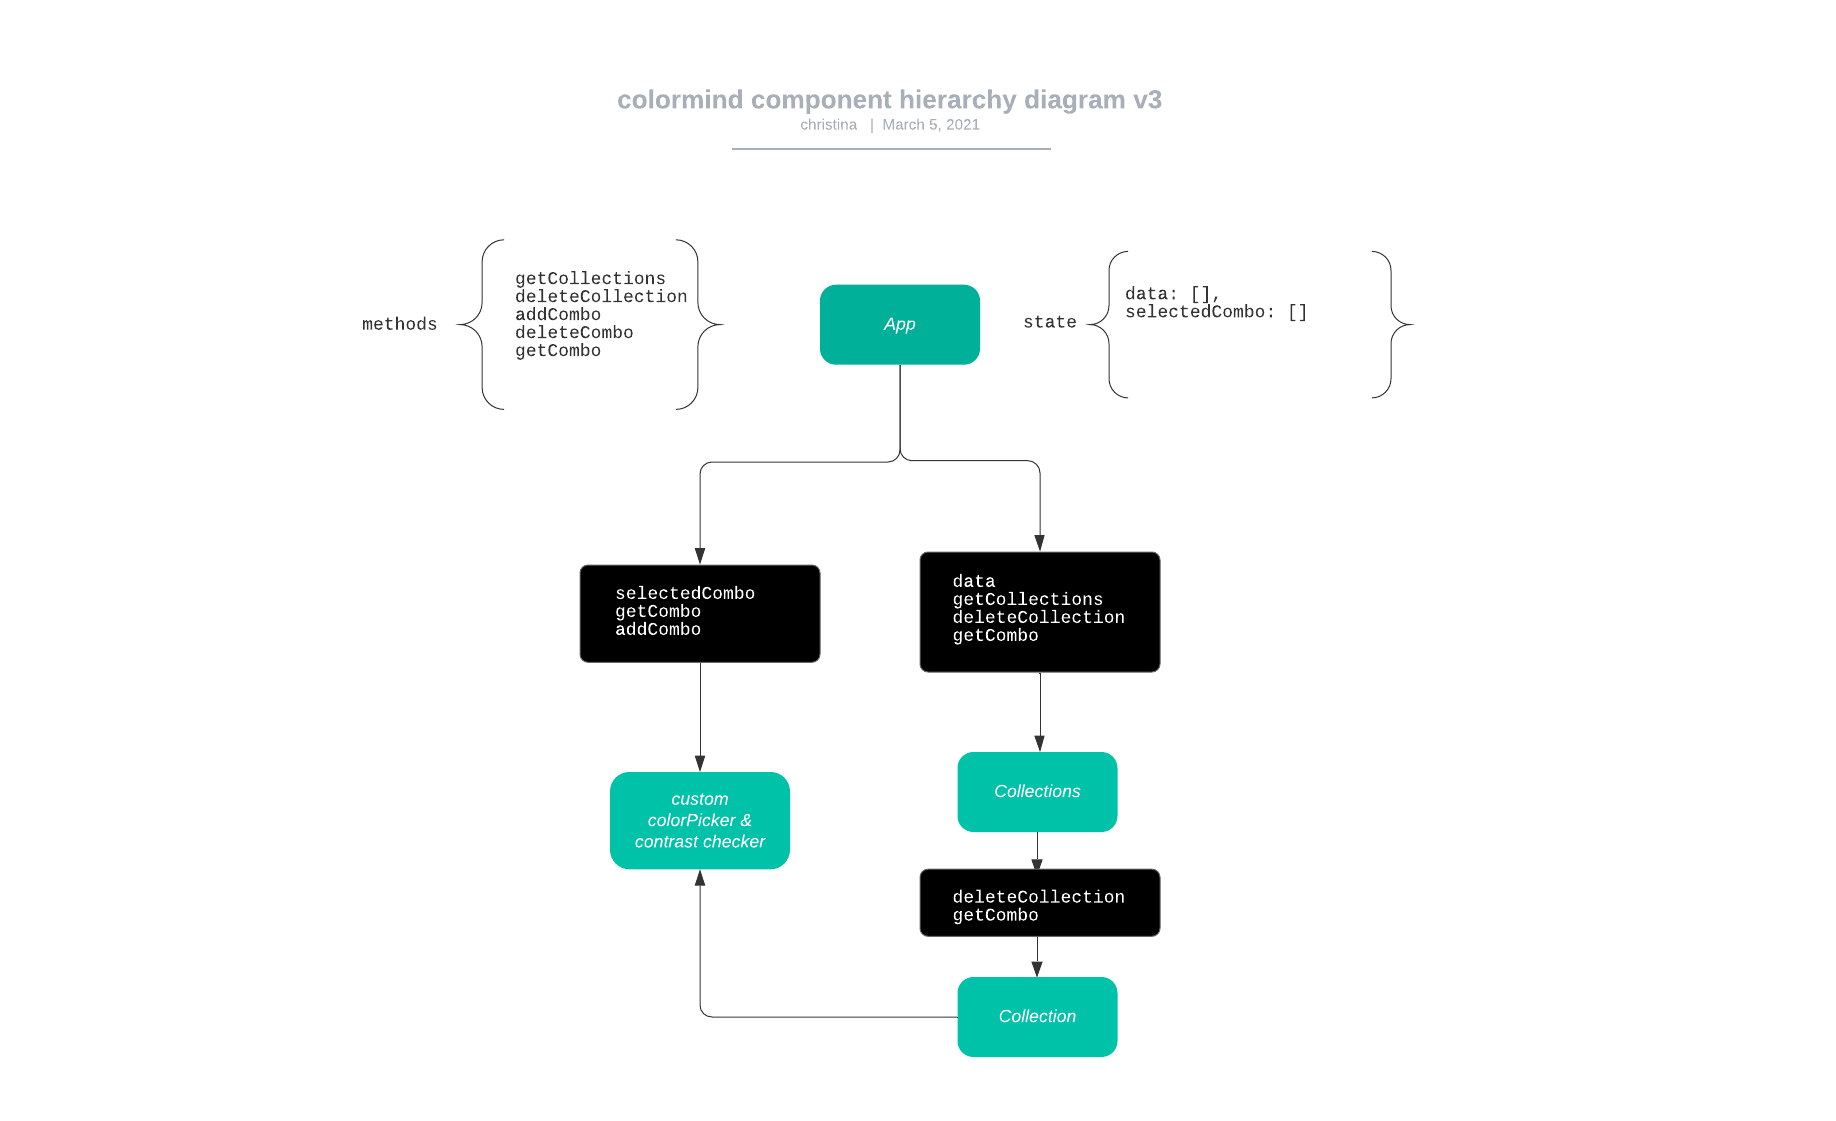 colormind component hierarchy diagram v3
christina | March 5, 2021
methods
getCollections
deleteCollection
addCombo
deleteCombo
getCombo
App
state
data: [],
selectedCombo: []
selectedCombo
getCombo
addCombo
data
getCollections
deleteCollection
getCombo
custom
colorPicker &
contrast checker
Collections
deleteCollection
getCombo
Collection